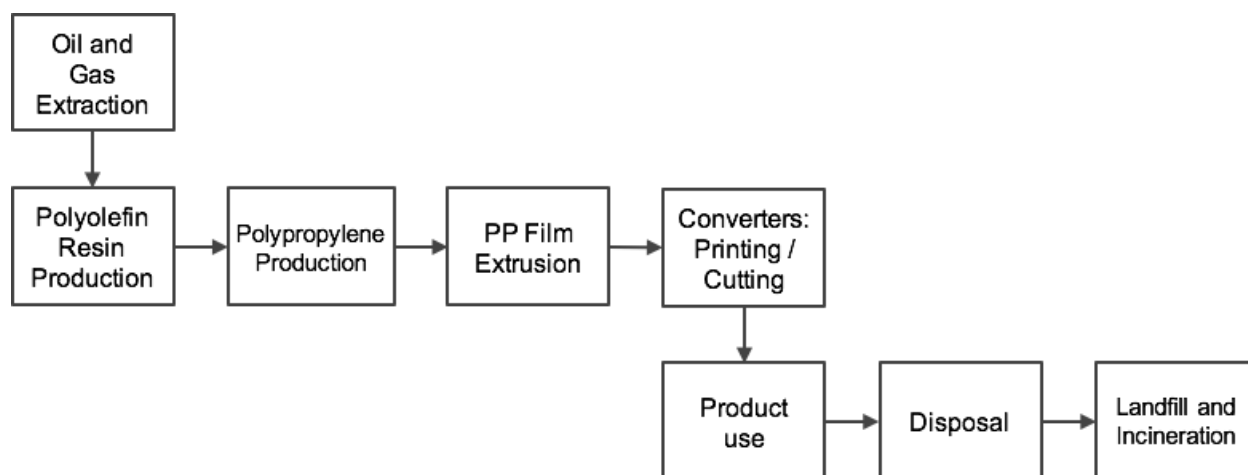 Oil and
Gas
Extraction
Polyolefin
Resin
Production
Polypropylene
Production
PP Film
Extrusion
Converters:
Printing /
Cutting
Product
use
Disposal
Landfill and
Incineration